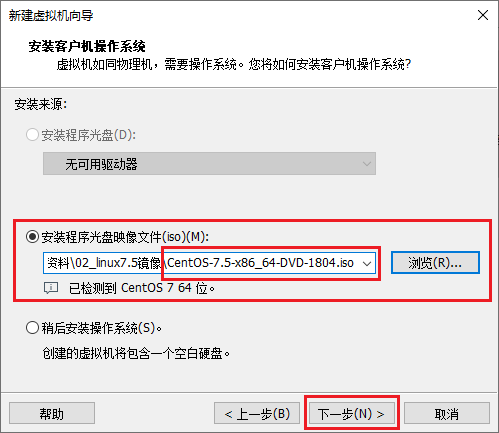 新建虚拟机向导
安装客户机操作系统
虚拟机如同物理机，需要操作系统。您将如何安装客户机操作系统?
安装来源:
安装程序光盘(D):
无可用驱动器
安装程序光盘映像文件(iso)(M):
资料\02_linux7.5镜像\CentOS-7.5-x86_64-DVD-1804.iso
浏览(R)...
已检测到 CentOS 7 64 位。
稍后安装操作系统(S)。
创建的虚拟机将包含一个空白硬盘。
帮助
< 上一步(B)
下一步(N) >
取消